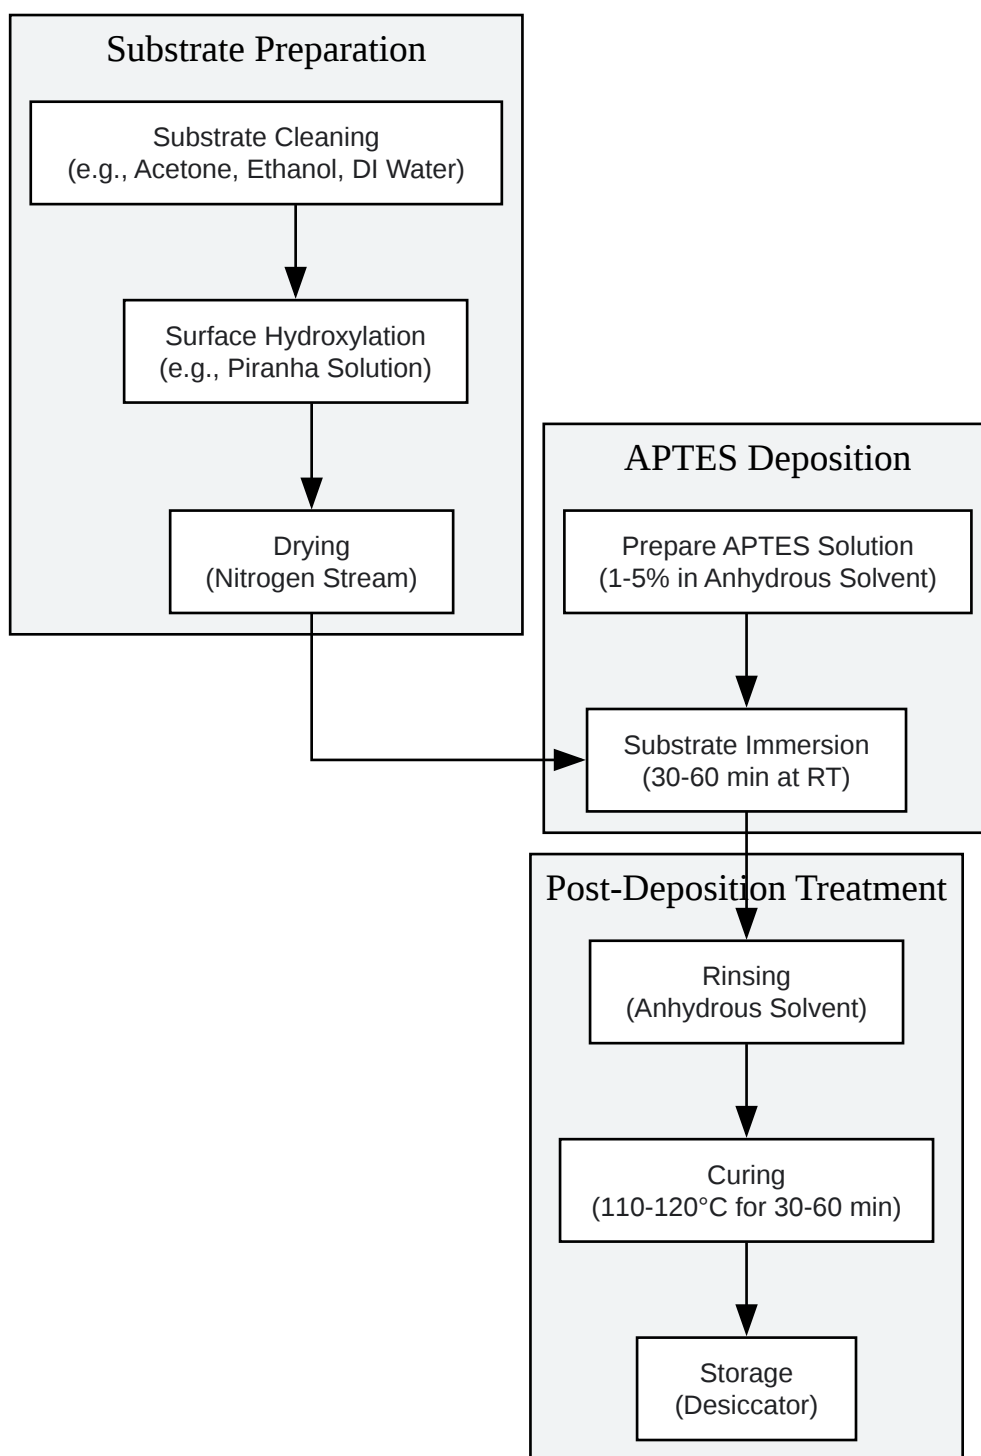 Substrate Preparation
Substrate Cleaning
(e.g., Acetone, Ethanol, DI Water)
Surface Hydroxylation
(e.g., Piranha Solution)
Drying
(Nitrogen Stream)
APTES Deposition
Prepare APTES Solution
(1-5% in Anhydrous Solvent)
Substrate Immersion
(30-60 min at RT)
Post-Deposition Treatment
Rinsing
(Anhydrous Solvent)
Curing
(110-120°C for 30-60 min)
Storage
(Desiccator)